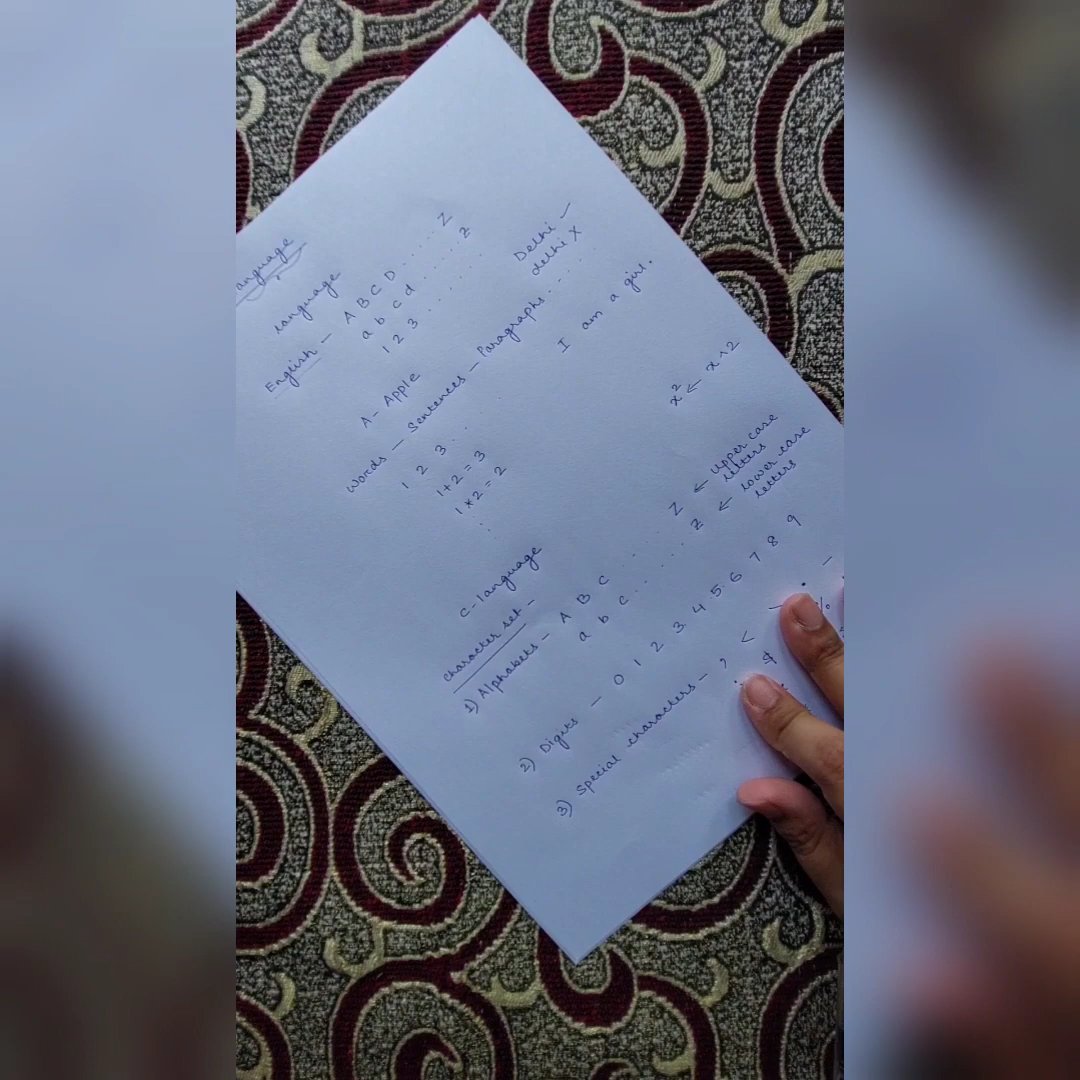 anguage
Language
English - A B C D ..... Z
a b c d ..... z
1 2 3 ......
Delhi -
delhi X
A - Apple
Words - Sentences - Paragraphs ....
I am a girl.
1 2 3 . .
1+2 = 3
1*2 = 2
x² ← x^2
C-language
Character set -
1) Alphabets - A B C ..... Z ← Upper case letters
a b c ..... z ← lower case letters
2) Digits - 0 1 2 3 4 5 6 7 8 9
3) Special characters - , <